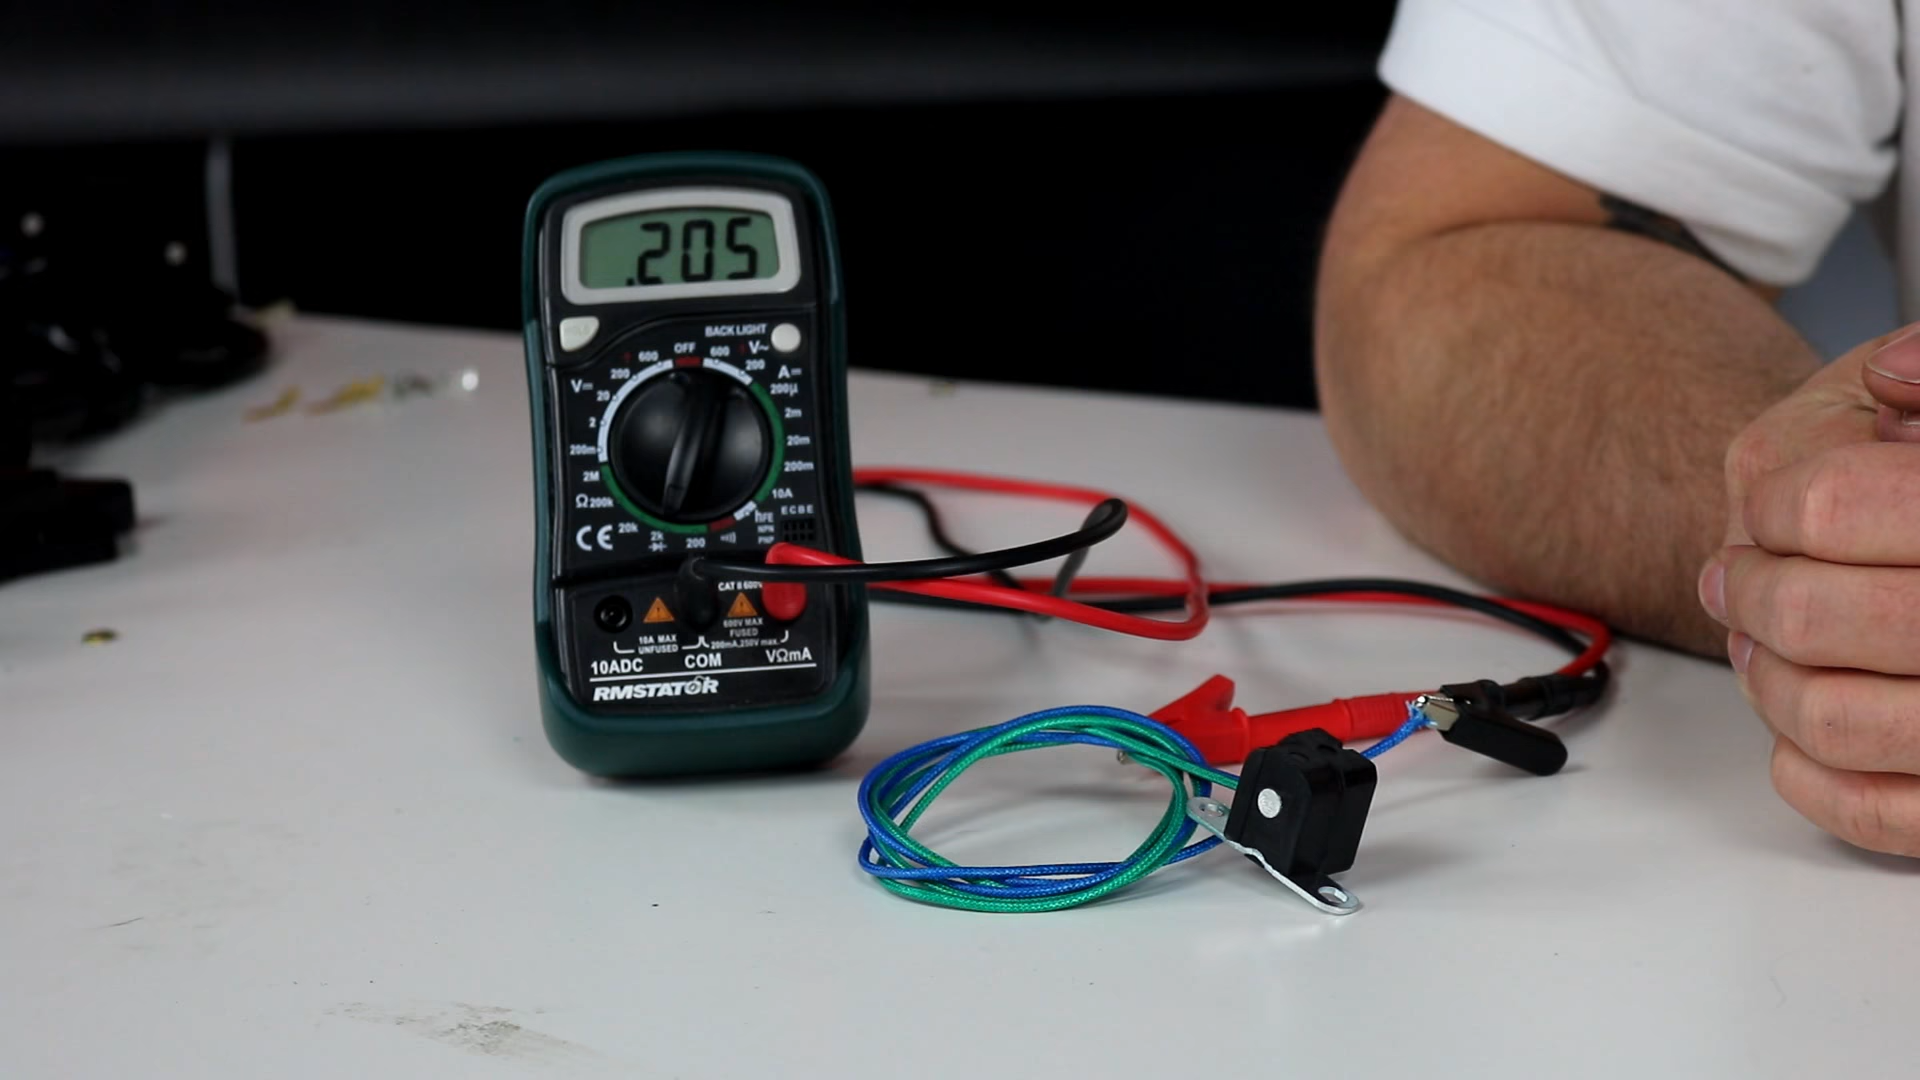 .205
BACK LIGHT
OFF
600
600
V~
200
200
A⎓
V⎓
200µ
20
2
2m
200m
20m
2M
200m
Ω
200k
10A
20k
2k
200
hFE
NPN
PNP
E C B E
CE
CAT II 600V
10A MAX
UNFUSED
600V MAX
FUSED
200mA,250V max.
10ADC
COM
VΩmA
RMSTATOR